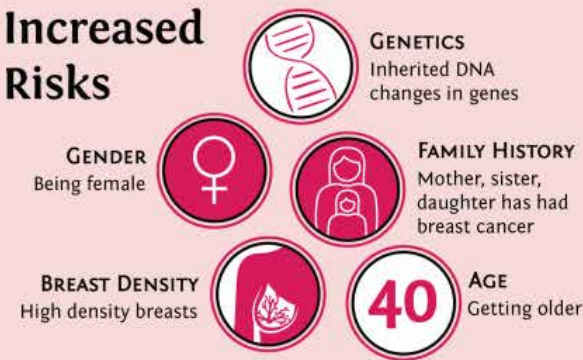 Increased
Risks
GENETICS
Inherited DNA
changes in genes
GENDER
Being female
FAMILY HISTORY
Mother, sister,
daughter has had
breast cancer
BREAST DENSITY
High density breasts
40
AGE
Getting older